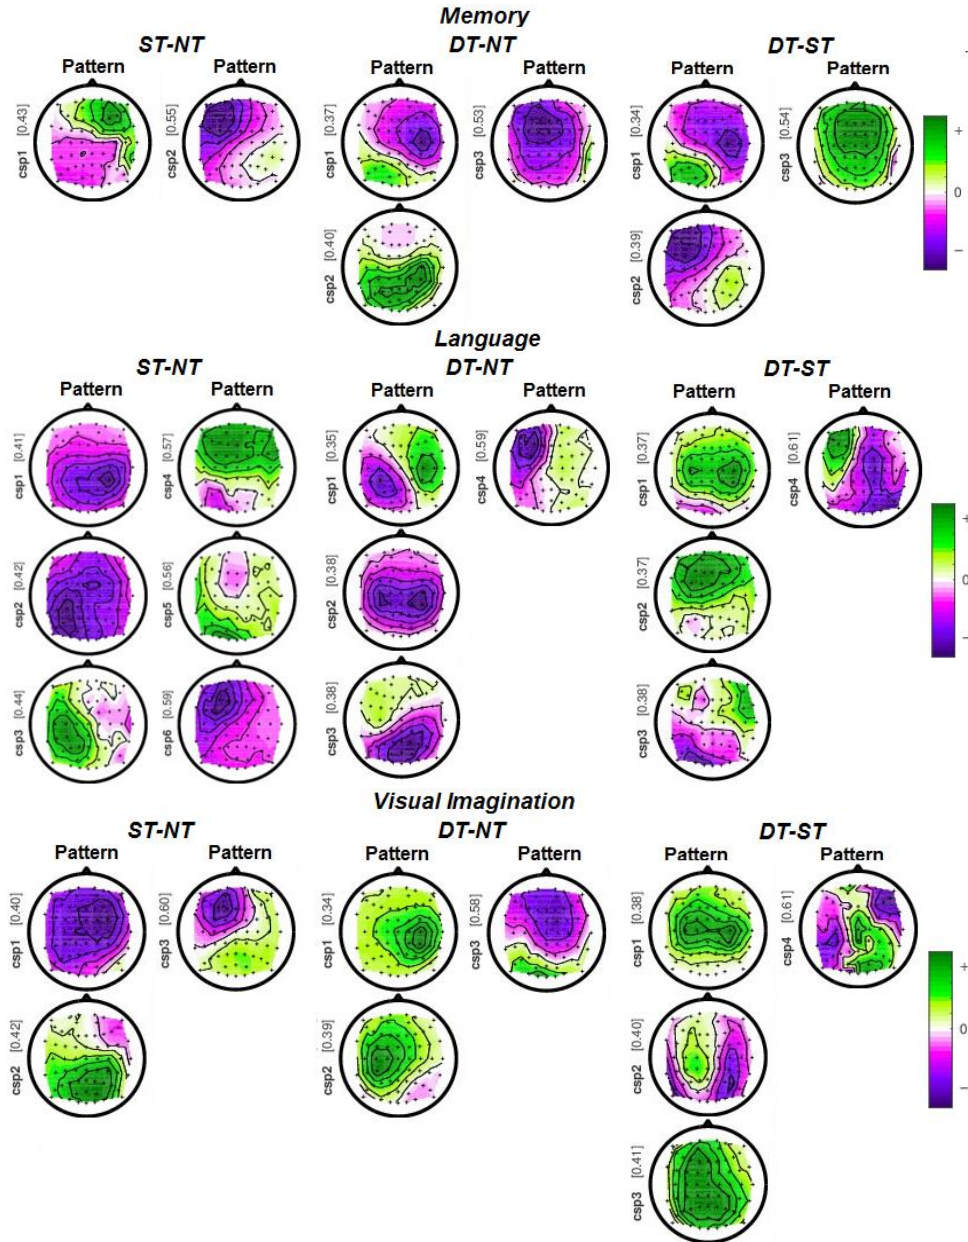 Memory
ST-NT DT-NT DT-ST
Pattern Pattern Pattern Pattern Pattern Pattern
csp1 [0.43] csp2 [0.55] csp1 [0.37] csp3 [0.53] csp1 [0.34] csp3 [0.54]
+
0
−
csp2 [0.40] csp2 [0.39]
Language
ST-NT DT-NT DT-ST
Pattern Pattern Pattern Pattern Pattern Pattern
csp1 [0.41] csp4 [0.57] csp1 [0.35] csp4 [0.59] csp1 [0.37] csp4 [0.61]
+
0
−
csp2 [0.42] csp5 [0.56] csp2 [0.38] csp2 [0.37]
csp3 [0.44] csp6 [0.59] csp3 [0.38] csp3 [0.38]
Visual Imagination
ST-NT DT-NT DT-ST
Pattern Pattern Pattern Pattern Pattern Pattern
csp1 [0.40] csp3 [0.60] csp1 [0.34] csp3 [0.58] csp1 [0.38] csp4 [0.61]
+
0
−
csp2 [0.42] csp2 [0.39] csp2 [0.40]
csp3 [0.41]